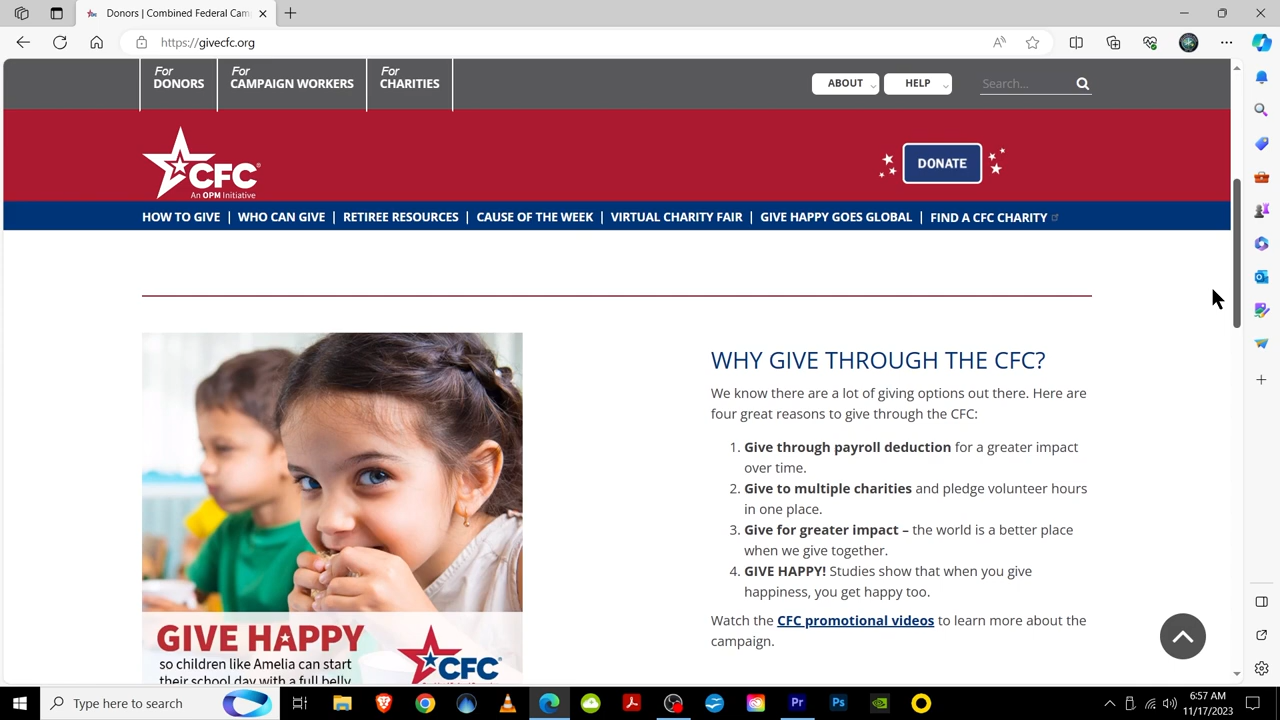 Donors | Combined Federal Cam
https://givecfc.org
For
DONORS
For
CAMPAIGN WORKERS
For
CHARITIES
ABOUT
HELP
Search...
CFC
An OPM Initiative
DONATE
HOW TO GIVE | WHO CAN GIVE | RETIREE RESOURCES | CAUSE OF THE WEEK | VIRTUAL CHARITY FAIR | GIVE HAPPY GOES GLOBAL | FIND A CFC CHARITY
WHY GIVE THROUGH THE CFC?
We know there are a lot of giving options out there. Here are
four great reasons to give through the CFC:
1. Give through payroll deduction for a greater impact
over time.
2. Give to multiple charities and pledge volunteer hours
in one place.
3. Give for greater impact – the world is a better place
when we give together.
4. GIVE HAPPY! Studies show that when you give
happiness, you get happy too.
Watch the CFC promotional videos to learn more about the
campaign.
GIVE HAPPY
so children like Amelia can start
their school day with a full belly
CFC
Type here to search
6:57 AM
11/17/2023